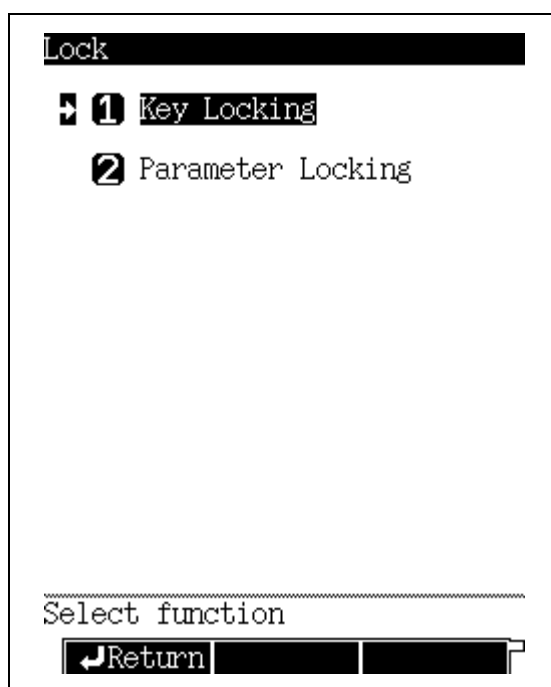 Lock
1 Key Locking
2 Parameter Locking
Select function
Return